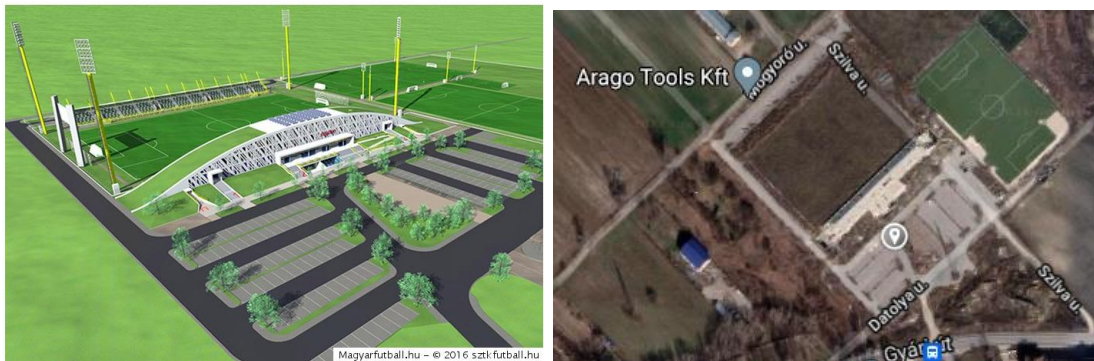 Magyarfutball.hu – © 2016 sztkfutball.hu
Arago Tools Kft
Mogyoró u.
Szilva u.
Datolya u.
Szilva u.